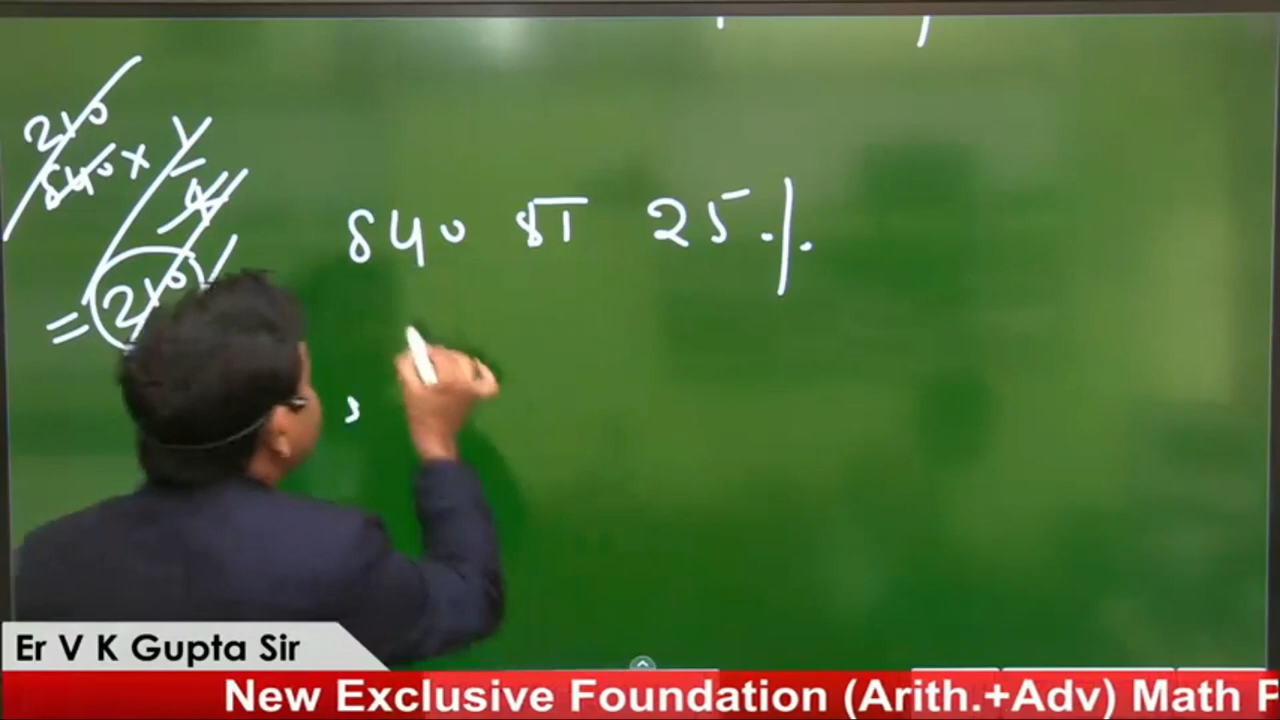 210
840 × 1/4
= 210
840 का 25%
Er V K Gupta Sir
New Exclusive Foundation (Arith.+Adv) Math